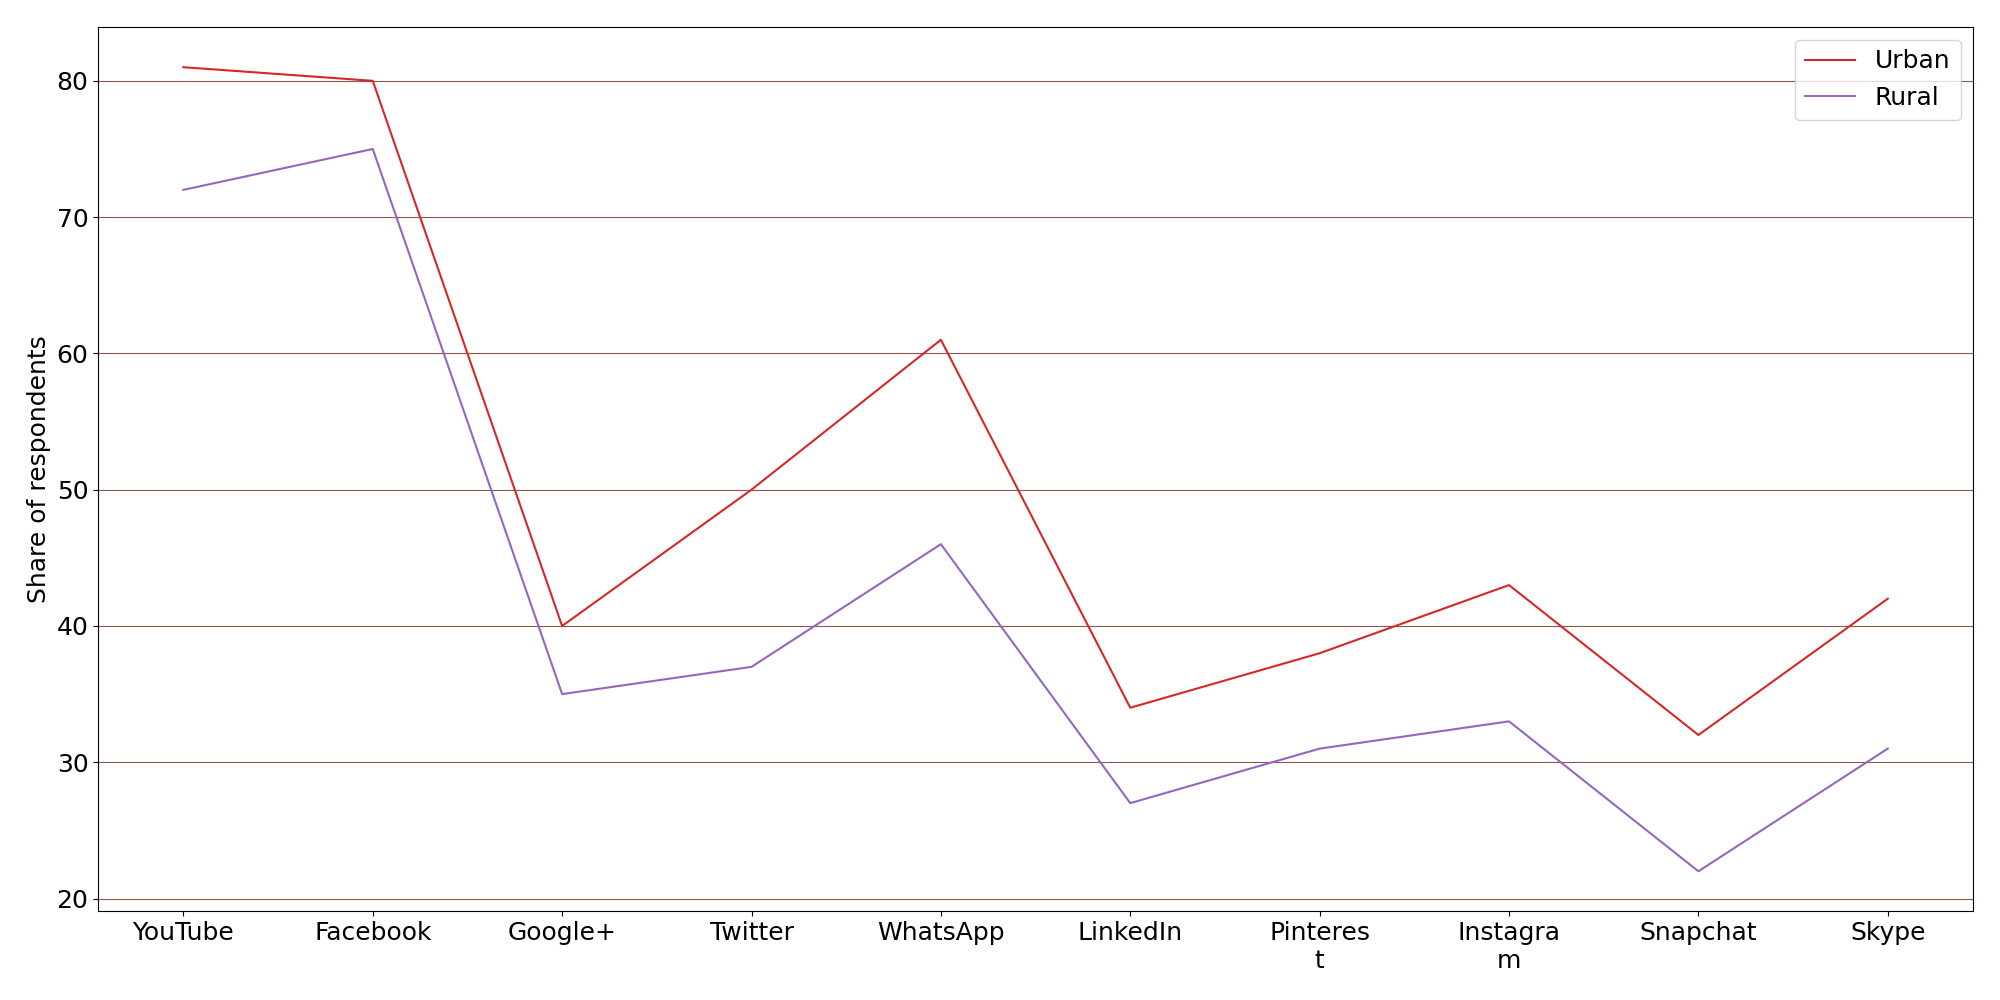 Urban
Rural
80
70
60
50
40
30
20
Share of respondents
YouTube
Facebook
Google+
Twitter
WhatsApp
LinkedIn
Pinteres
t
Instagra
m
Snapchat
Skype